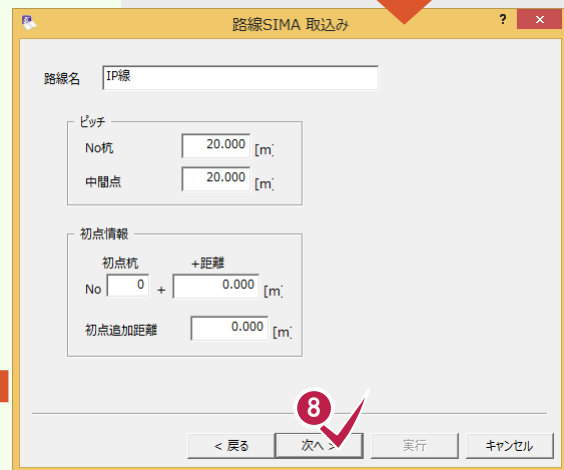 路線SIMA 取込み ? ×
路線名 IP線
ピッチ
No杭 20.000 [m]
中間点 20.000 [m]
初点情報
初点杭 +距離
No 0 + 0.000 [m]
初点追加距離 0.000 [m]
8
< 戻る 次へ > 実行 キャンセル